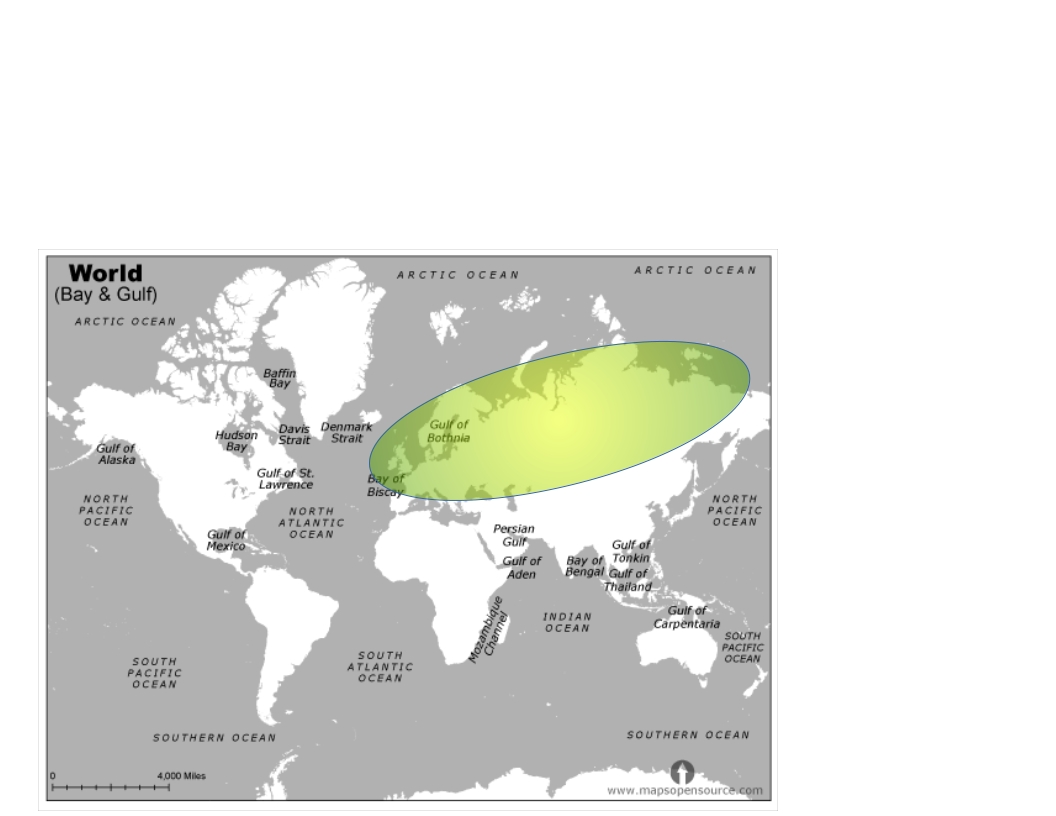 World
(Bay & Gulf)
ARCTIC OCEAN
ARCTIC OCEAN
ARCTIC OCEAN
Baffin
Bay
Hudson
Bay
Davis
Strait
Denmark
Strait
Gulf of
Bothnia
Gulf of
Alaska
Gulf of St.
Lawrence
Bay of
Biscay
NORTH
PACIFIC
OCEAN
NORTH
ATLANTIC
OCEAN
NORTH
PACIFIC
OCEAN
Gulf of
Mexico
Persian
Gulf
Gulf of
Aden
Bay of
Bengal
Gulf of
Tonkin
Gulf of
Thailand
Mozambique
Channel
INDIAN
OCEAN
Gulf of
Carpentaria
SOUTH
PACIFIC
OCEAN
SOUTH
PACIFIC
OCEAN
SOUTH
ATLANTIC
OCEAN
SOUTHERN OCEAN
SOUTHERN OCEAN
0 4,000 Miles
www.mapsopensource.com